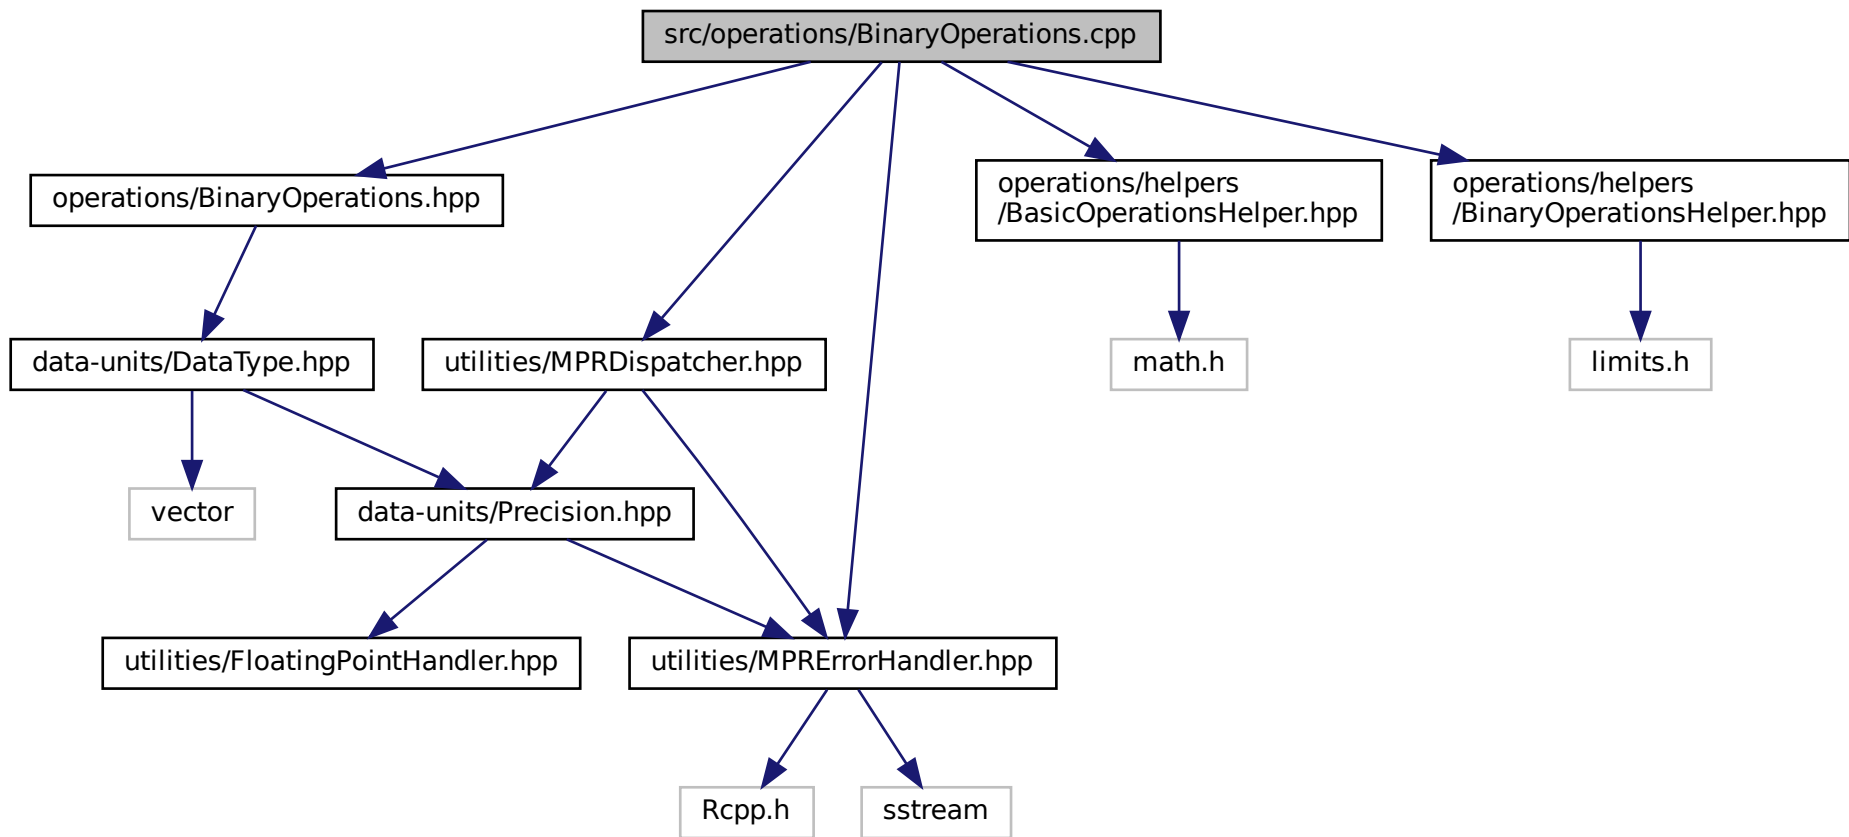 src/operations/BinaryOperations.cpp
operations/BinaryOperations.hpp
operations/helpers
/BasicOperationsHelper.hpp
operations/helpers
/BinaryOperationsHelper.hpp
data-units/DataType.hpp
utilities/MPRDispatcher.hpp
math.h
limits.h
vector
data-units/Precision.hpp
utilities/FloatingPointHandler.hpp
utilities/MPRErrorHandler.hpp
Rcpp.h
sstream